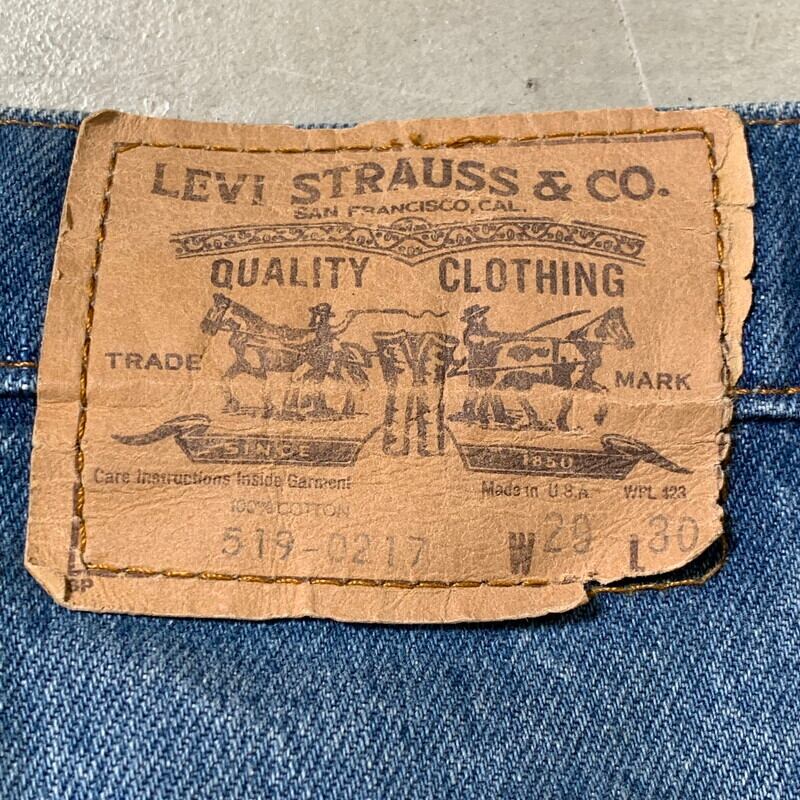 LEVI STRAUSS & CO.
SAN FRANCISCO, CAL.
QUALITY CLOTHING
TRADE MARK
SINCE 1850
Care Instructions Inside Garment Made in U.S.A. WPL 423
100% COTTON
519-0217 W 29 L 30